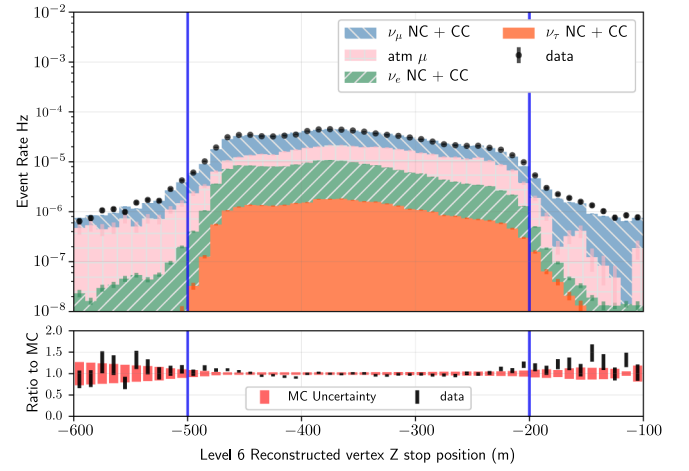 10⁻²
10⁻³
10⁻⁴
10⁻⁵
10⁻⁶
10⁻⁷
10⁻⁸
Event Rate Hz
ν_μ NC + CC
atm μ
ν_e NC + CC
ν_τ NC + CC
data
2.0
1.5
1.0
0.5
0.0
Ratio to MC
MC Uncertainty
data
−600
−500
−400
−300
−200
−100
Level 6 Reconstructed vertex Z stop position (m)